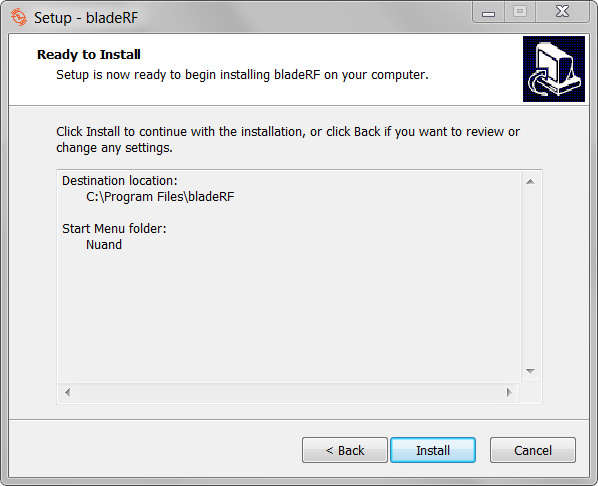 Setup - bladeRF
Ready to Install
Setup is now ready to begin installing bladeRF on your computer.
Click Install to continue with the installation, or click Back if you want to review or
change any settings.
Destination location:
C:\Program Files\bladeRF
Start Menu folder:
Nuand
< Back
Install
Cancel